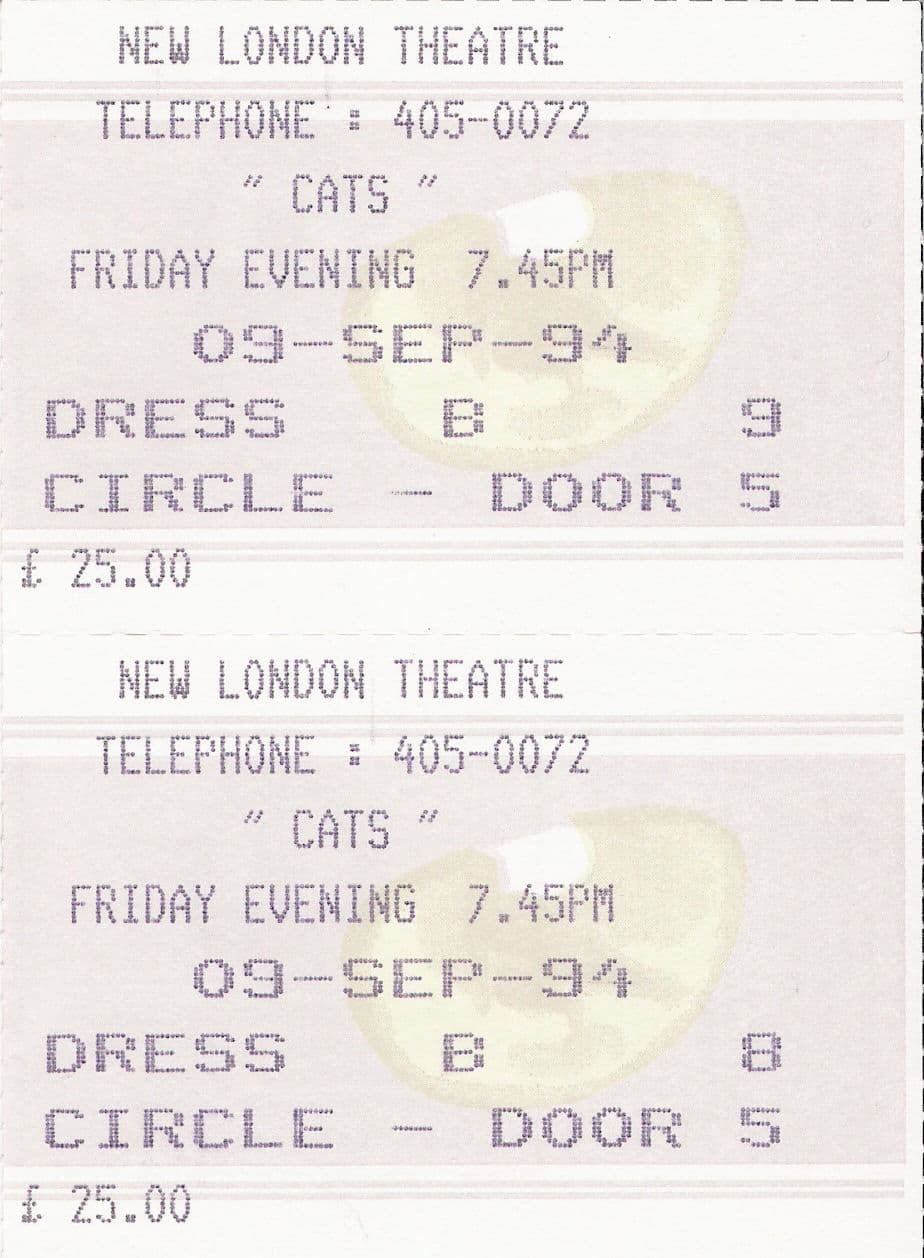 NEW LONDON THEATRE
TELEPHONE : 405-0072
" CATS "
FRIDAY EVENING 7.45PM
09-SEP-94
DRESS B 9
CIRCLE - DOOR 5
£ 25.00
NEW LONDON THEATRE
TELEPHONE : 405-0072
" CATS "
FRIDAY EVENING 7.45PM
09-SEP-94
DRESS B 8
CIRCLE - DOOR 5
£ 25.00